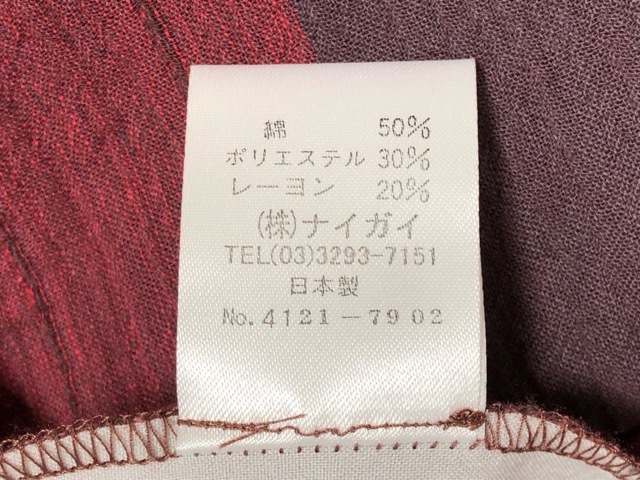 綿 50%
ポリエステル 30%
レーヨン 20%
(株)ナイガイ
TEL(03)3293-7151
日本製
No.4121-7902